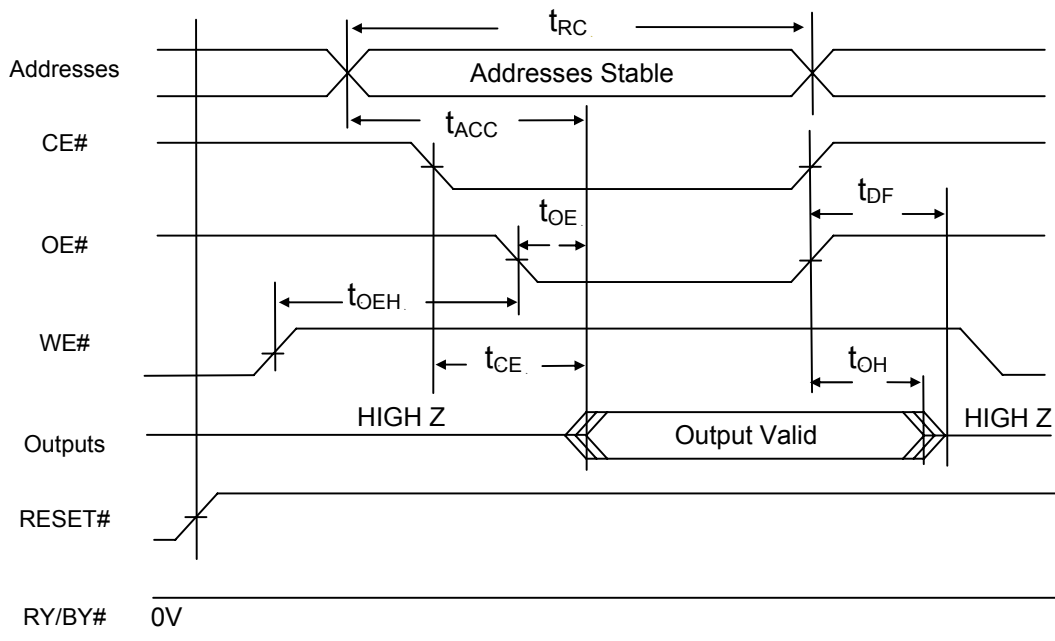 tRC
Addresses
Addresses Stable
tACC
CE#
tDF
tOE
OE#
tOEH
WE#
tCE
tOH
HIGH Z
HIGH Z
Output Valid
Outputs
RESET#
RY/BY#
0V